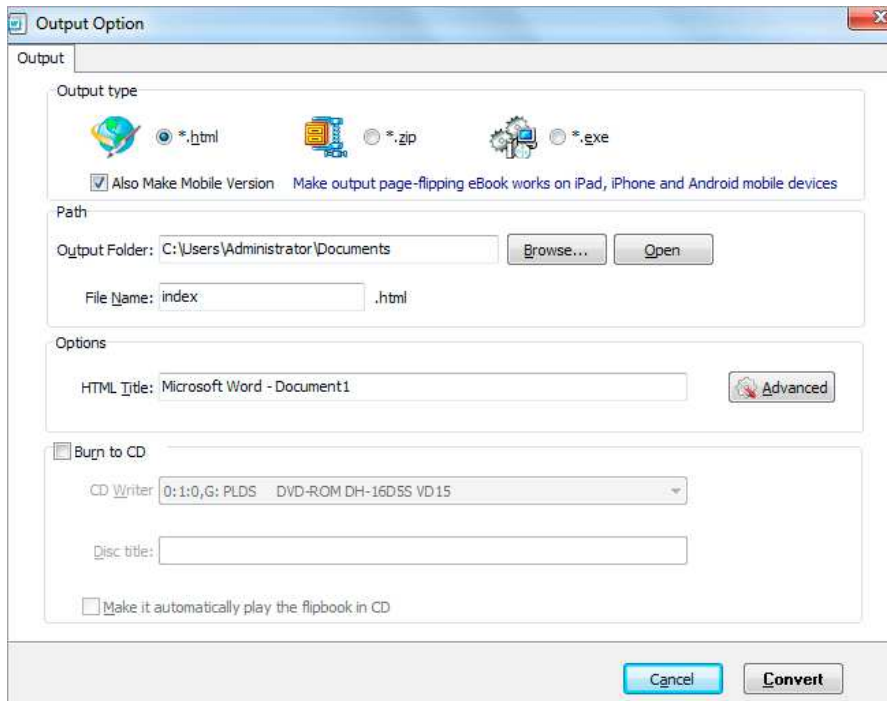 Output Option
Output
Output type
*.html *.zip *.exe
Also Make Mobile Version Make output page-flipping eBook works on iPad, iPhone and Android mobile devices
Path
Output Folder: C:\Users\Administrator\Documents Browse... Open
File Name: index .html
Options
HTML Title: Microsoft Word - Document1 Advanced
Burn to CD
CD Writer 0:1:0,G: PLDS DVD-ROM DH-16D5S VD15
Disc title:
Make it automatically play the flipbook in CD
Cancel Convert